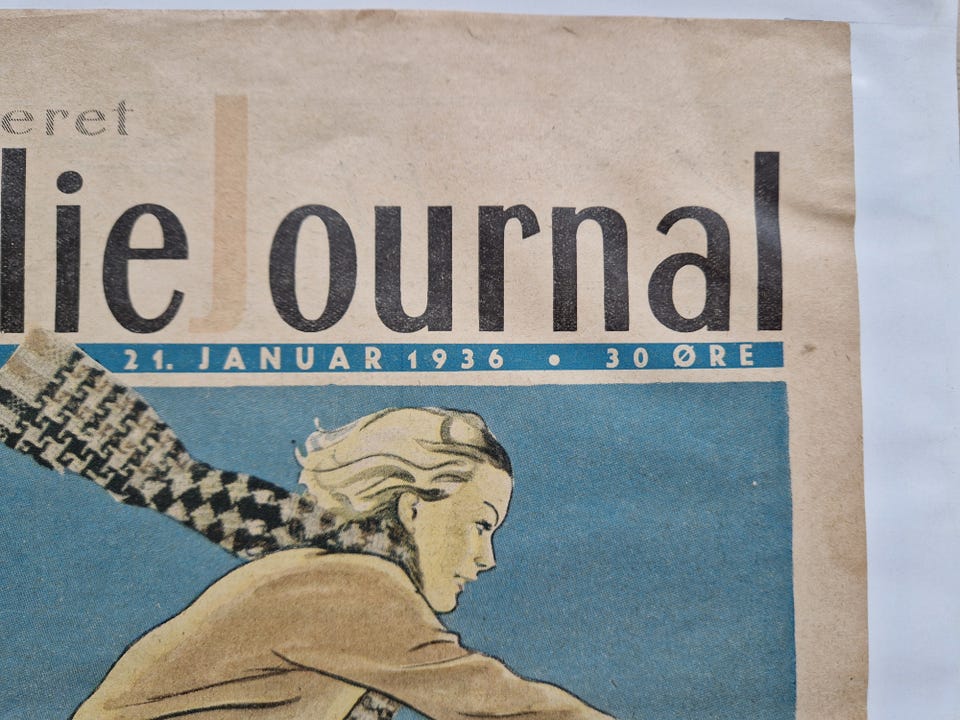 eret
lieJournal
21. JANUAR 1936 • 30 ØRE